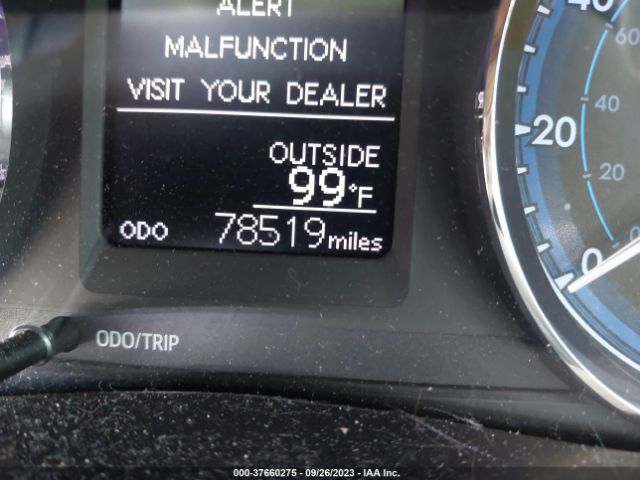 ALERT
MALFUNCTION
VISIT YOUR DEALER
OUTSIDE
99°F
ODO 78519 miles
ODO/TRIP
40
60
20
40
20
0
0
000-37660275 - 09/26/2023 - IAA Inc.